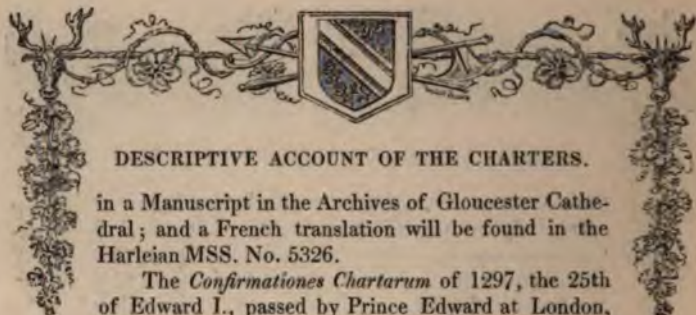 DESCRIPTIVE ACCOUNT OF THE CHARTERS.
in a Manuscript in the Archives of Gloucester Cathe-
dral; and a French translation will be found in the
Harleian MSS. No. 5326.
The Confirmationes Chartarum of 1297, the 25th
of Edward I., passed by Prince Edward at London,